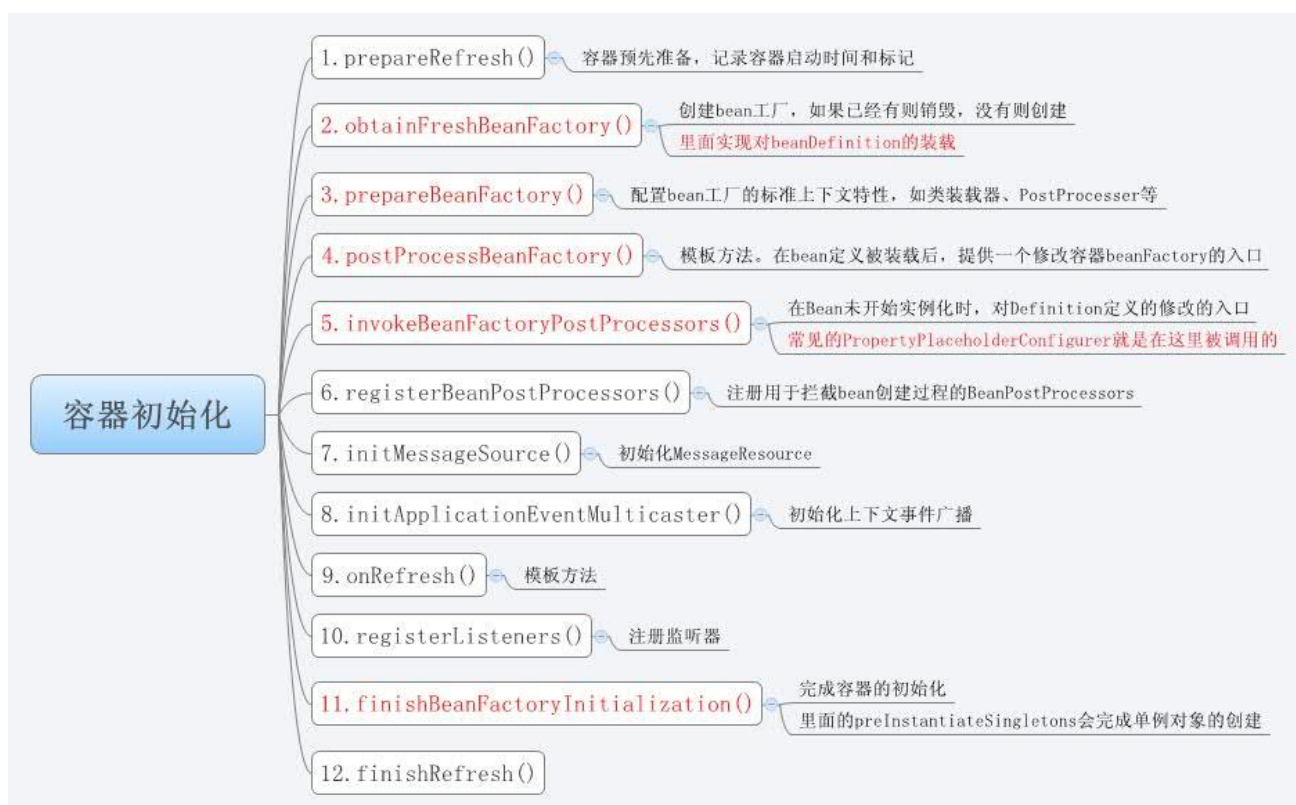 容器初始化
1.prepareRefresh()
容器预先准备，记录容器启动时间和标记
2.obtainFreshBeanFactory()
创建bean工厂，如果已经有则销毁，没有则创建
里面实现对beanDefinition的装载
3.prepareBeanFactory()
配置bean工厂的标准上下文特性，如类装载器、PostProcesser等
4.postProcessBeanFactory()
模板方法。在bean定义被装载后，提供一个修改容器beanFactory的入口
5.invokeBeanFactoryPostProcessors()
在Bean未开始实例化时，对Definition定义的修改的入口
常见的PropertyPlaceholderConfigurer就是在这里被调用的
6.registerBeanPostProcessors()
注册用于拦截bean创建过程的BeanPostProcessors
7.initMessageSource()
初始化MessageResource
8.initApplicationEventMulticaster()
初始化上下文事件广播
9.onRefresh()
模板方法
10.registerListeners()
注册监听器
11.finishBeanFactoryInitialization()
完成容器的初始化
里面的preInstantiateSingletons会完成单例对象的创建
12.finishRefresh()